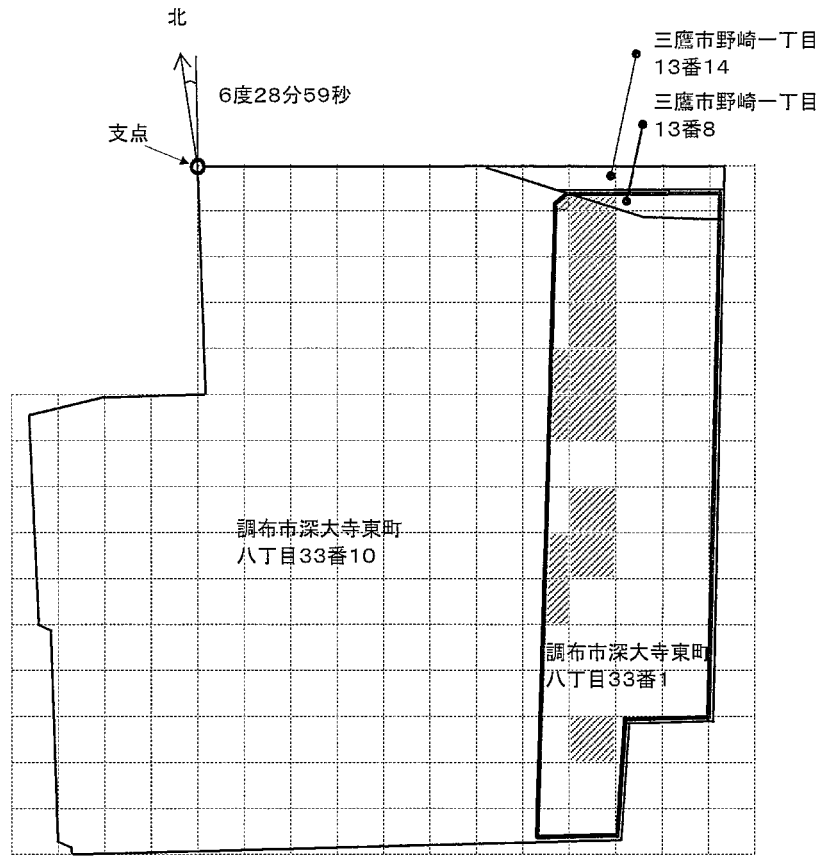 北
三鷹市野崎一丁目
13番14
6度28分59秒
三鷹市野崎一丁目
13番8
支点
調布市深大寺東町
八丁目33番10
調布市深大寺東町
八丁目33番1